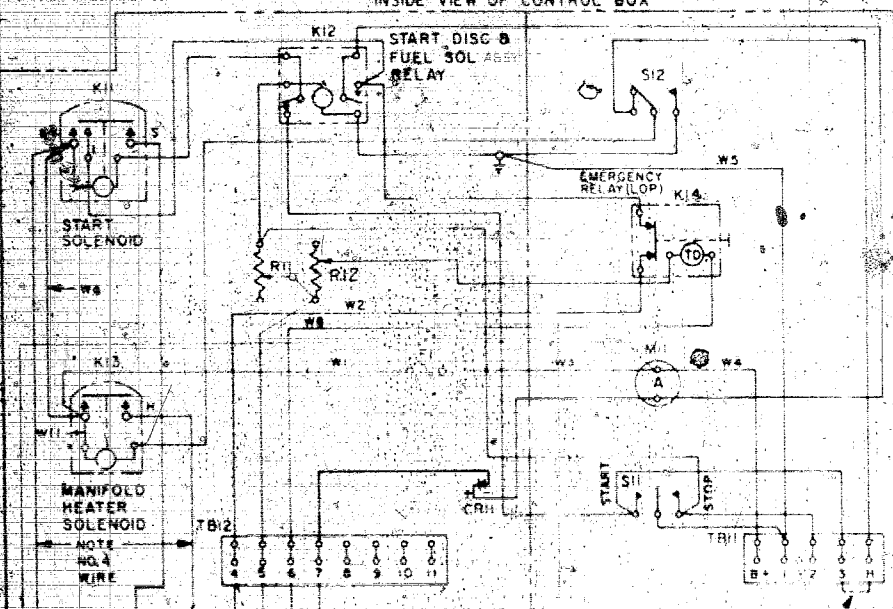 INSIDE VIEW OF CONTROL BOX
K12
START DISC &
FUEL SOL
RELAY
K11
S
S12
START
SOLENOID
W5
EMERGENCY
RELAY (LOP)
K14
TD
R11
R12
W2
W6
W1
W3
M11
A
W4
K13
H
W11
MANIFOLD
HEATER
SOLENOID
NOTE
NO. 4
WIRE
TB12
CR11
START
S11
STOP
TB11
4 5 6 7 8 9 10 11
B+ 1 2 3 H